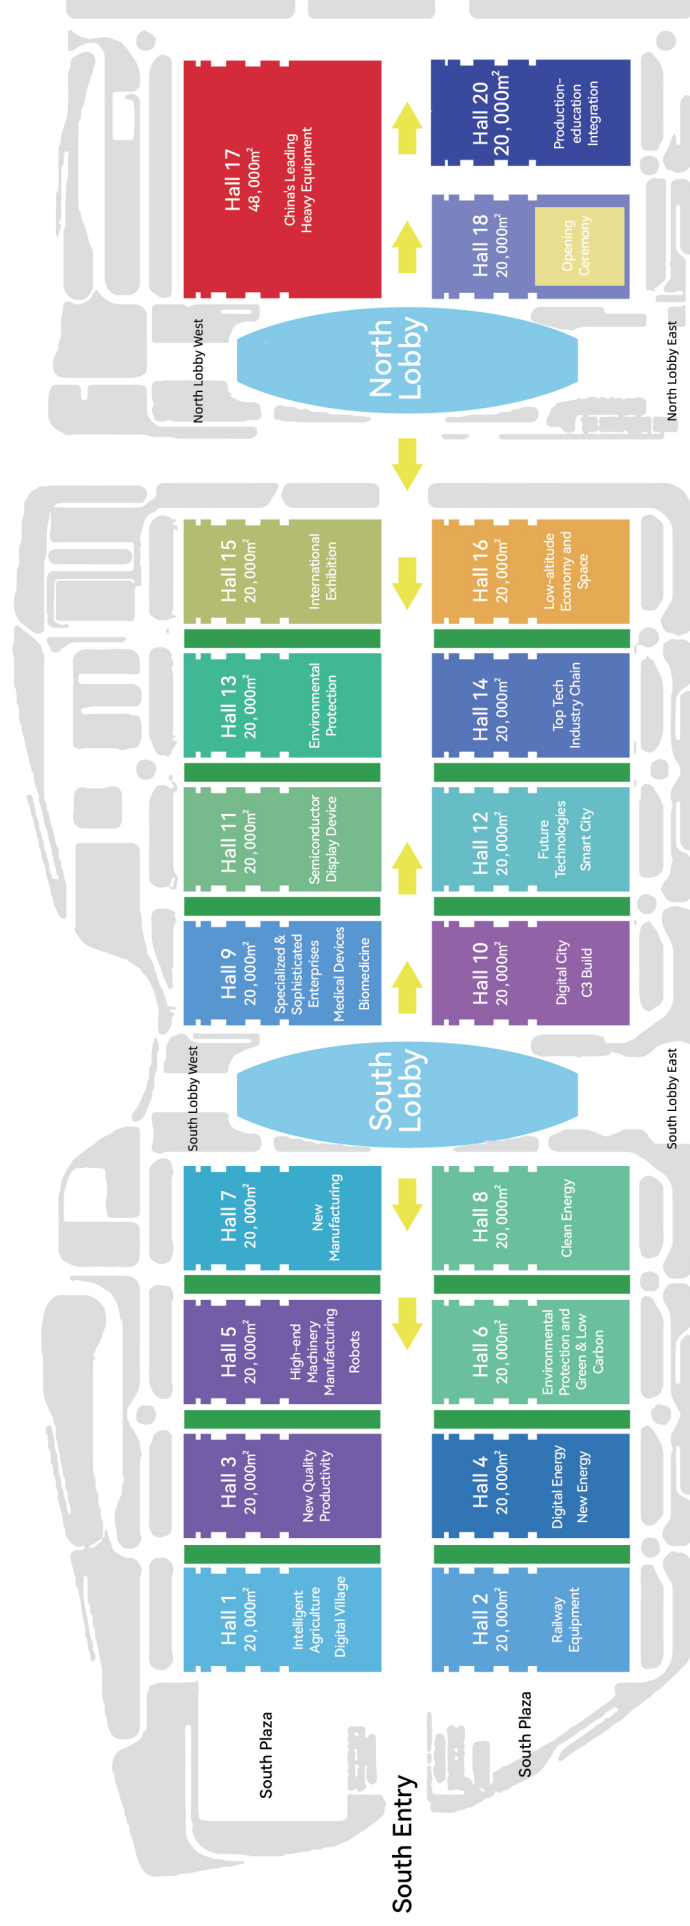 Hall 17
48,000㎡
China's Leading
Heavy Equipment
Hall 20
20,000㎡
Production-
education
Integration
Hall 18
20,000㎡
Opening
Ceremony
North Lobby West
North
Lobby
North Lobby East
Hall 15
20,000㎡
International
Exhibition
Hall 16
20,000㎡
Low-altitude
Economy and
Space
Hall 13
20,000㎡
Environmental
Protection
Hall 14
20,000㎡
Top Tech
Industry Chain
Hall 11
20,000㎡
Semiconductor
Display Device
Hall 12
20,000㎡
Future
Technologies
Smart City
Hall 9
20,000㎡
Specialized &
Sophisticated
Enterprises
Medical Devices
Biomedicine
Hall 10
20,000㎡
Digital City
C3 Build
South Lobby West
South
Lobby
South Lobby East
Hall 7
20,000㎡
New
Manufacturing
Hall 8
20,000㎡
Clean Energy
Hall 5
20,000㎡
High-end
Machinery
Manufacturing
Robots
Hall 6
20,000㎡
Environmental
Protection and
Green & Low
Carbon
Hall 3
20,000㎡
New Quality
Productivity
Hall 4
20,000㎡
Digital Energy
New Energy
Hall 1
20,000㎡
Intelligent
Agriculture
Digital Village
Hall 2
20,000㎡
Railway
Equipment
South Plaza
South Plaza
South Entry